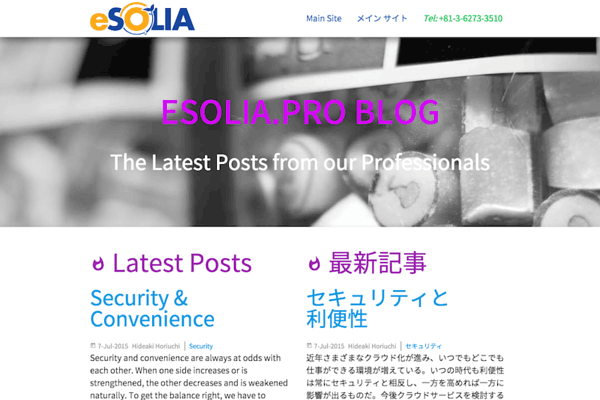 eSOLIA
Main Site
メイン サイト
Tel: +81-3-6273-3510
ESOLIA.PRO BLOG
The Latest Posts from our Professionals
Latest Posts
Security &
Convenience
7-Jul-2015 Hideaki Horiuchi | Security
Security and convenience are always at odds with
each other. When one side increases or is
strengthened, the other decreases and is weakened
naturally. To get the balance right, we have to
最新記事
セキュリティと
利便性
7-Jul-2015 Hideaki Horiuchi | セキュリティ
近年さまざまなクラウド化が進み、いつでもどこでも
仕事ができる環境が増えている。いつの時代も利便性
は常にセキュリティと相反し、一方を高めれば一方に
影響が出るものだ。今後クラウドサービスを検討する